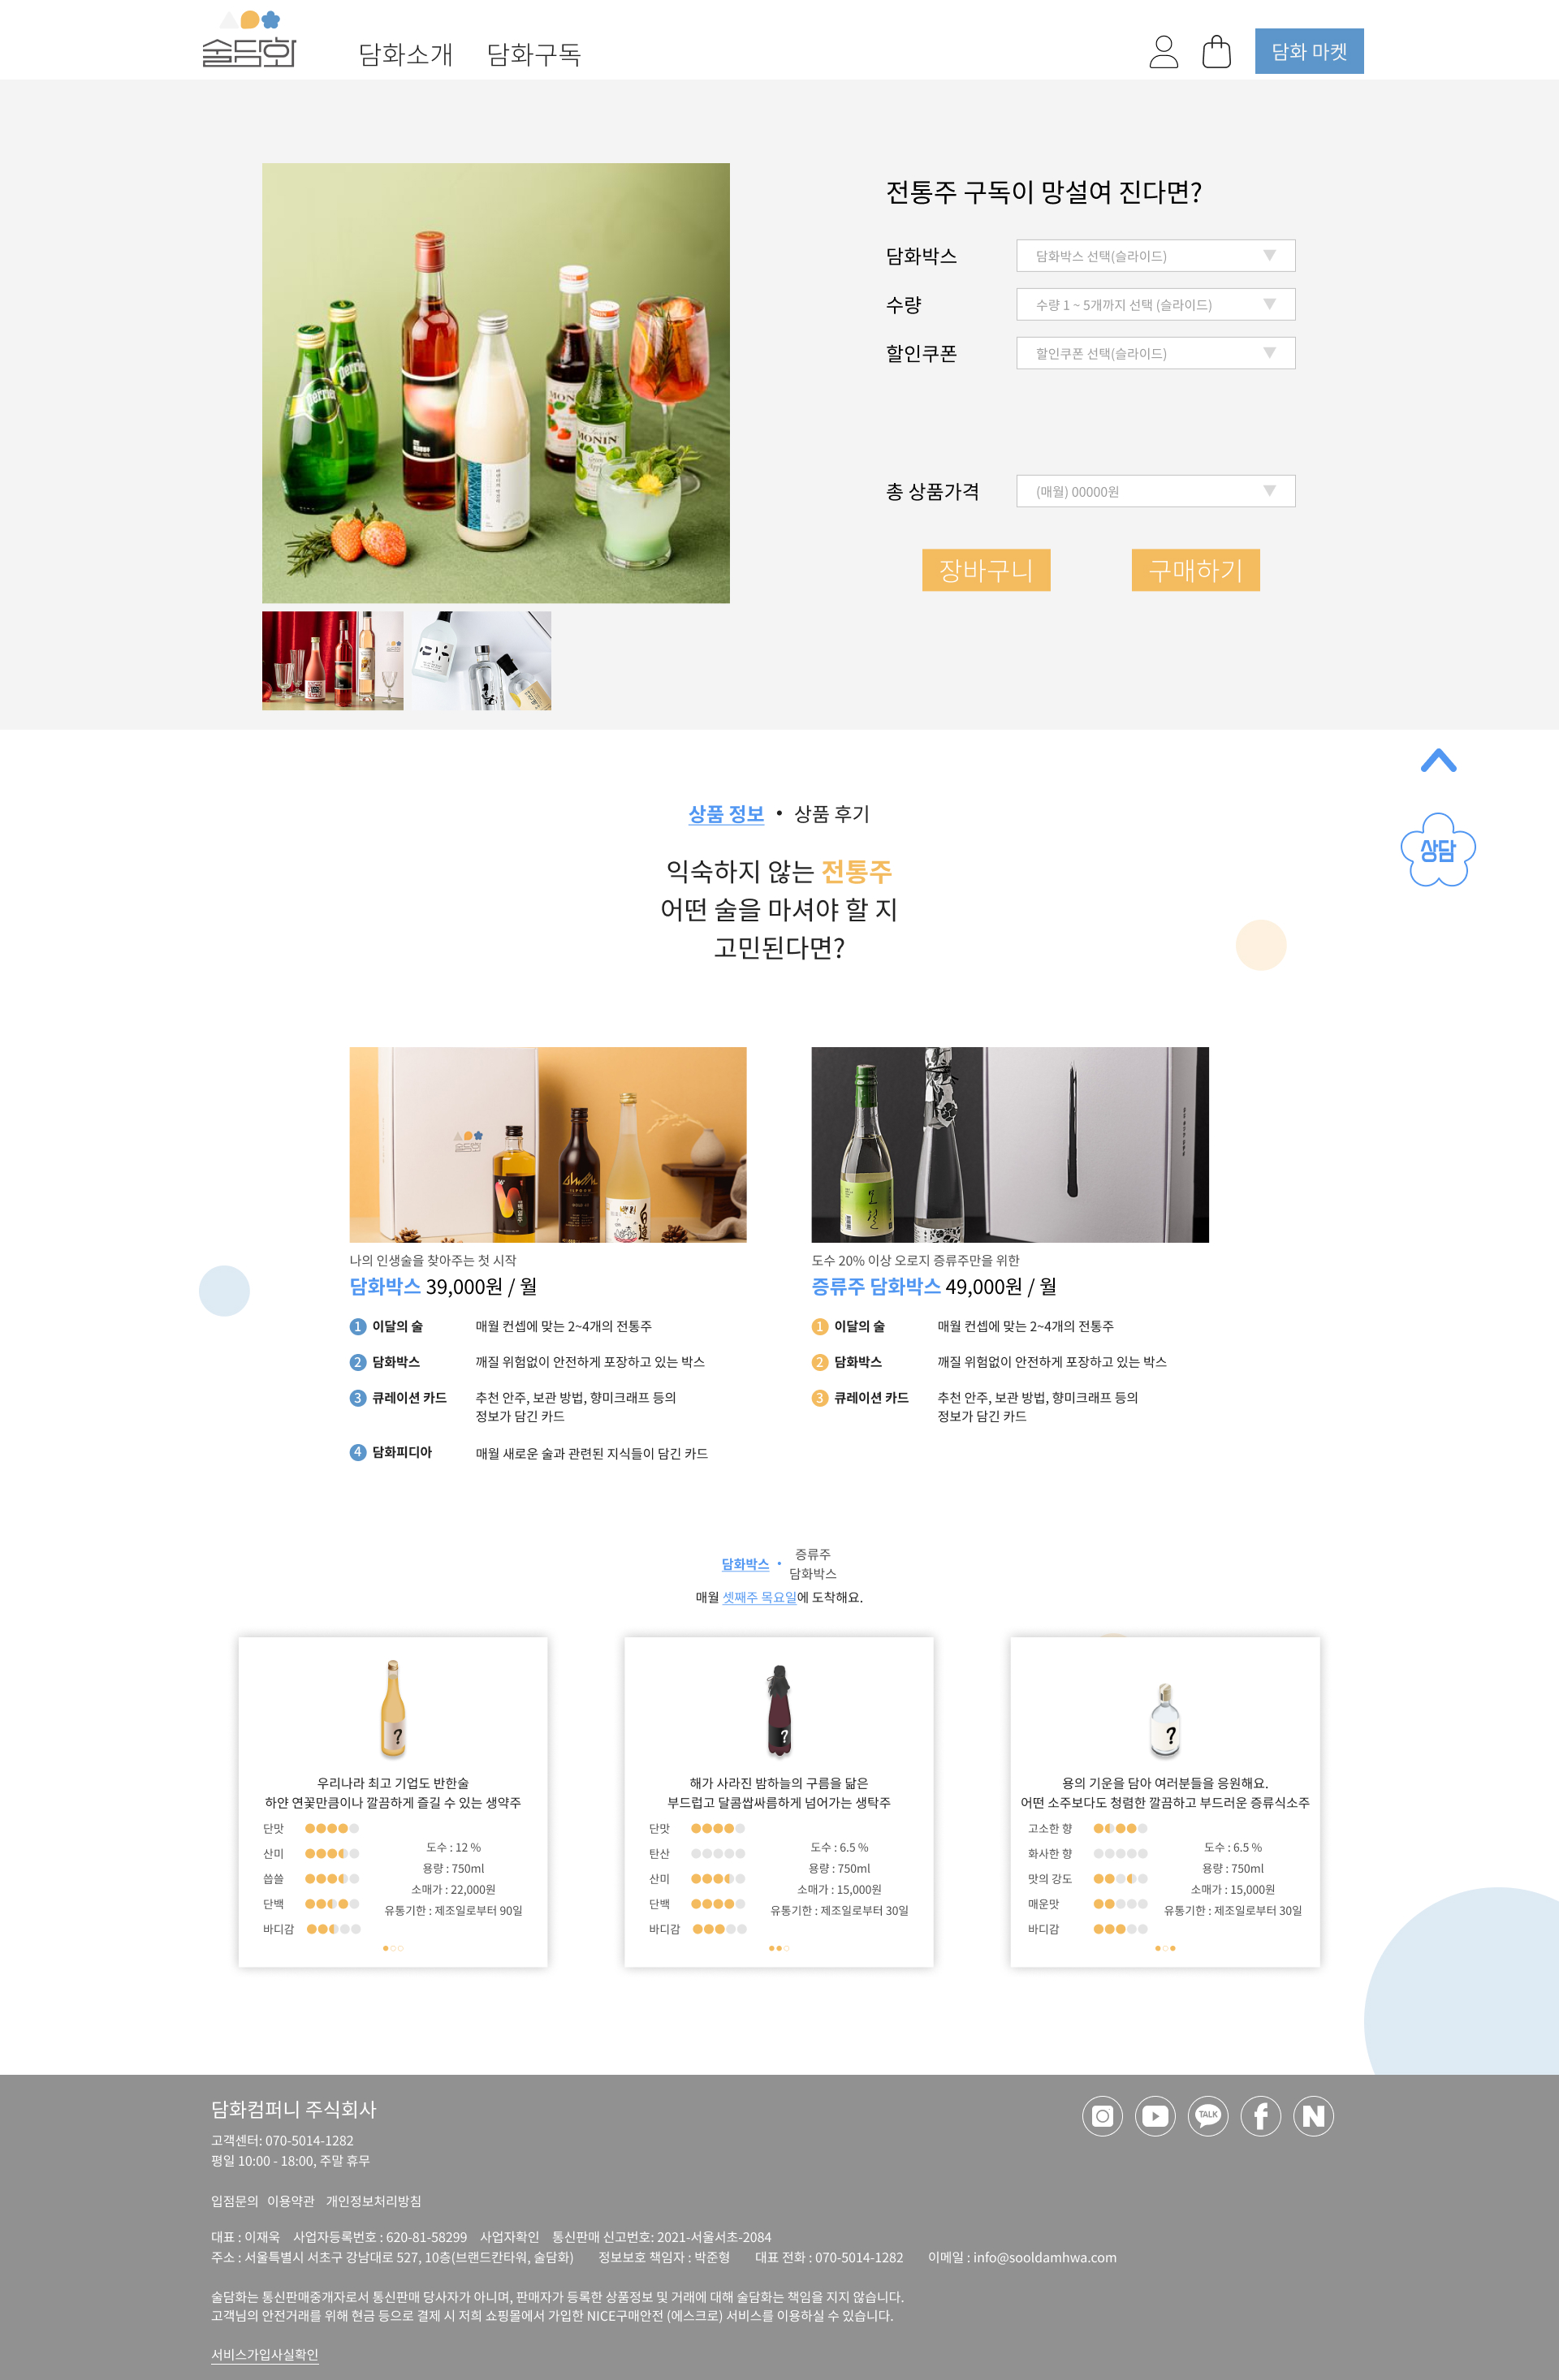 술담화
담화소개
담화구독
담화 마켓
전통주 구독이 망설여 진다면?
담화박스
담화박스 선택(슬라이드)
수량
수량 1 ~ 5개까지 선택 (슬라이드)
할인쿠폰
할인쿠폰 선택(슬라이드)
총 상품가격
(매월) 00000원
장바구니
구매하기
perrier
perrier
MONIN
상품 정보 • 상품 후기
상담
익숙하지 않는 전통주
어떤 술을 마셔야 할 지
고민된다면?
술담화
나의 인생술을 찾아주는 첫 시작
담화박스 39,000원 / 월
1 이달의 술 매월 컨셉에 맞는 2~4개의 전통주
2 담화박스 깨질 위험없이 안전하게 포장하고 있는 박스
3 큐레이션 카드 추천 안주, 보관 방법, 향미크래프 등의
정보가 담긴 카드
4 담화피디아 매월 새로운 술과 관련된 지식들이 담긴 카드
도수 20% 이상 오로지 증류주만을 위한
증류주 담화박스 49,000원 / 월
1 이달의 술 매월 컨셉에 맞는 2~4개의 전통주
2 담화박스 깨질 위험없이 안전하게 포장하고 있는 박스
3 큐레이션 카드 추천 안주, 보관 방법, 향미크래프 등의
정보가 담긴 카드
담화박스 • 증류주
담화박스
매월 셋째주 목요일에 도착해요.
?
우리나라 최고 기업도 반한술
하얀 연꽃만큼이나 깔끔하게 즐길 수 있는 생약주
단맛
산미
씁쓸
단백
바디감
도수 : 12 %
용량 : 750ml
소매가 : 22,000원
유통기한 : 제조일로부터 90일
?
해가 사라진 밤하늘의 구름을 닮은
부드럽고 달콤쌉싸름하게 넘어가는 생탁주
단맛
탄산
산미
단백
바디감
도수 : 6.5 %
용량 : 750ml
소매가 : 15,000원
유통기한 : 제조일로부터 30일
?
용의 기운을 담아 여러분들을 응원해요.
어떤 소주보다도 청렴한 깔끔하고 부드러운 증류식소주
고소한 향
화사한 향
맛의 강도
매운맛
바디감
도수 : 6.5 %
용량 : 750ml
소매가 : 15,000원
유통기한 : 제조일로부터 30일
담화컴퍼니 주식회사
고객센터: 070-5014-1282
평일 10:00 - 18:00, 주말 휴무
TALK
f
N
입점문의 이용약관 개인정보처리방침
대표 : 이재욱 사업자등록번호 : 620-81-58299 사업자확인 통신판매 신고번호: 2021-서울서초-2084
주소 : 서울특별시 서초구 강남대로 527, 10층(브랜드칸타워, 술담화) 정보보호 책임자 : 박준형 대표 전화 : 070-5014-1282 이메일 : info@sooldamhwa.com
술담화는 통신판매중개자로서 통신판매 당사자가 아니며, 판매자가 등록한 상품정보 및 거래에 대해 술담화는 책임을 지지 않습니다.
고객님의 안전거래를 위해 현금 등으로 결제 시 저희 쇼핑몰에서 가입한 NICE구매안전 (에스크로) 서비스를 이용하실 수 있습니다.
서비스가입사실확인